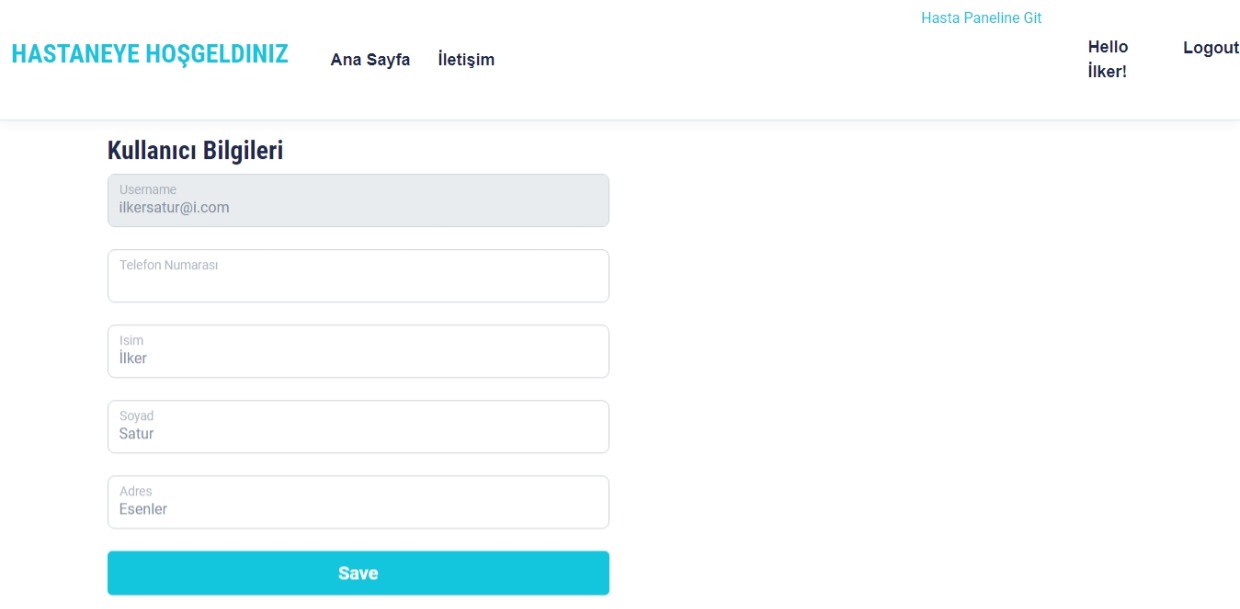 Hasta Paneline Git
HASTANEYE HOŞGELDINIZ
Ana Sayfa
İletişim
Hello
İlker!
Logout
Kullanıcı Bilgileri
Username
ilkersatur@i.com
Telefon Numarası
Isim
İlker
Soyad
Satur
Adres
Esenler
Save